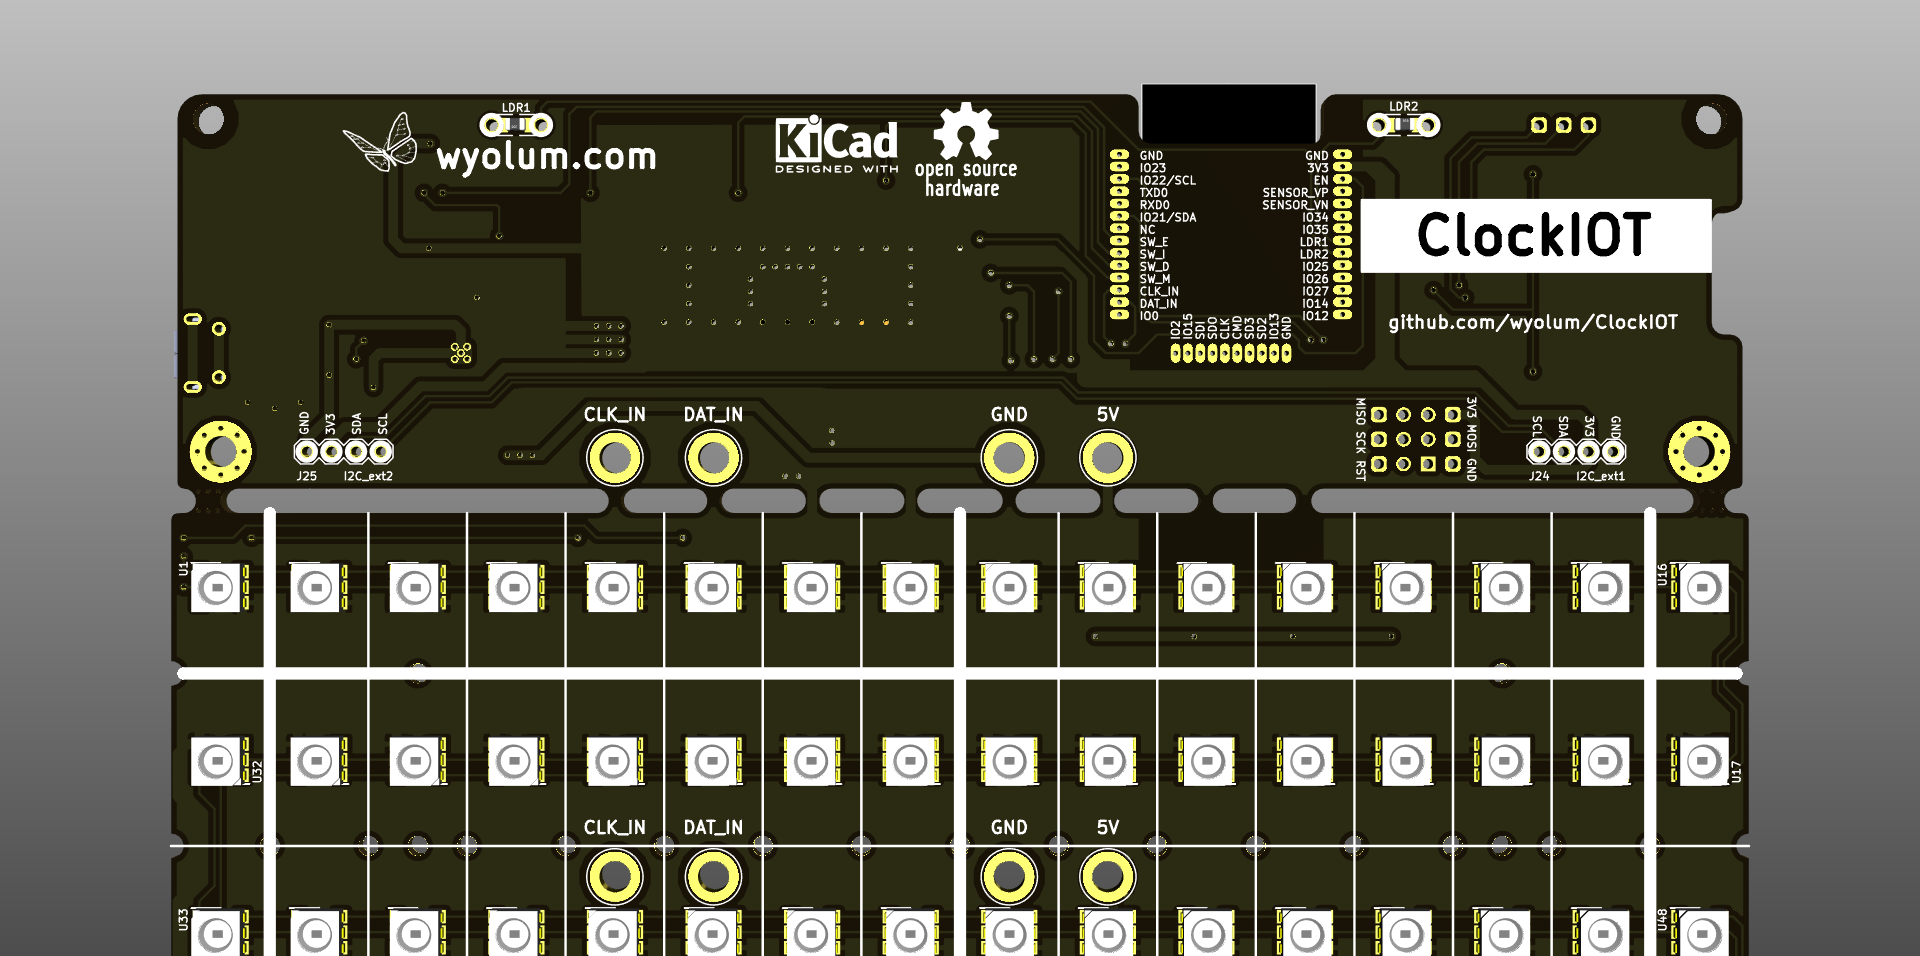 LDR1
LDR2
wyolum.com
KiCad
DESIGNED WITH
open source
hardware
GND
IO23
IO22/SCL
TXD0
RXD0
IO21/SDA
NC
SW_E
SW_I
SW_D
SW_M
CLK_IN
DAT_IN
IO0
GND
3V3
EN
SENSOR_VP
SENSOR_VN
IO34
IO35
LDR1
LDR2
IO25
IO26
IO27
IO14
IO12
IO2
IO15
SDI
SDO
CLK
CMD
SD3
SD2
IO13
GND
ClockIOT
github.com/wyolum/ClockIOT
GND
3V3
SDA
SCL
J25
I2C_ext2
CLK_IN
DAT_IN
GND
5V
MISO SCK RST
3V3 MOSI GND
SCL
SDA
3V3
GND
J24
I2C_ext1
U1
U16
U32
U17
CLK_IN
DAT_IN
GND
5V
U33
U48